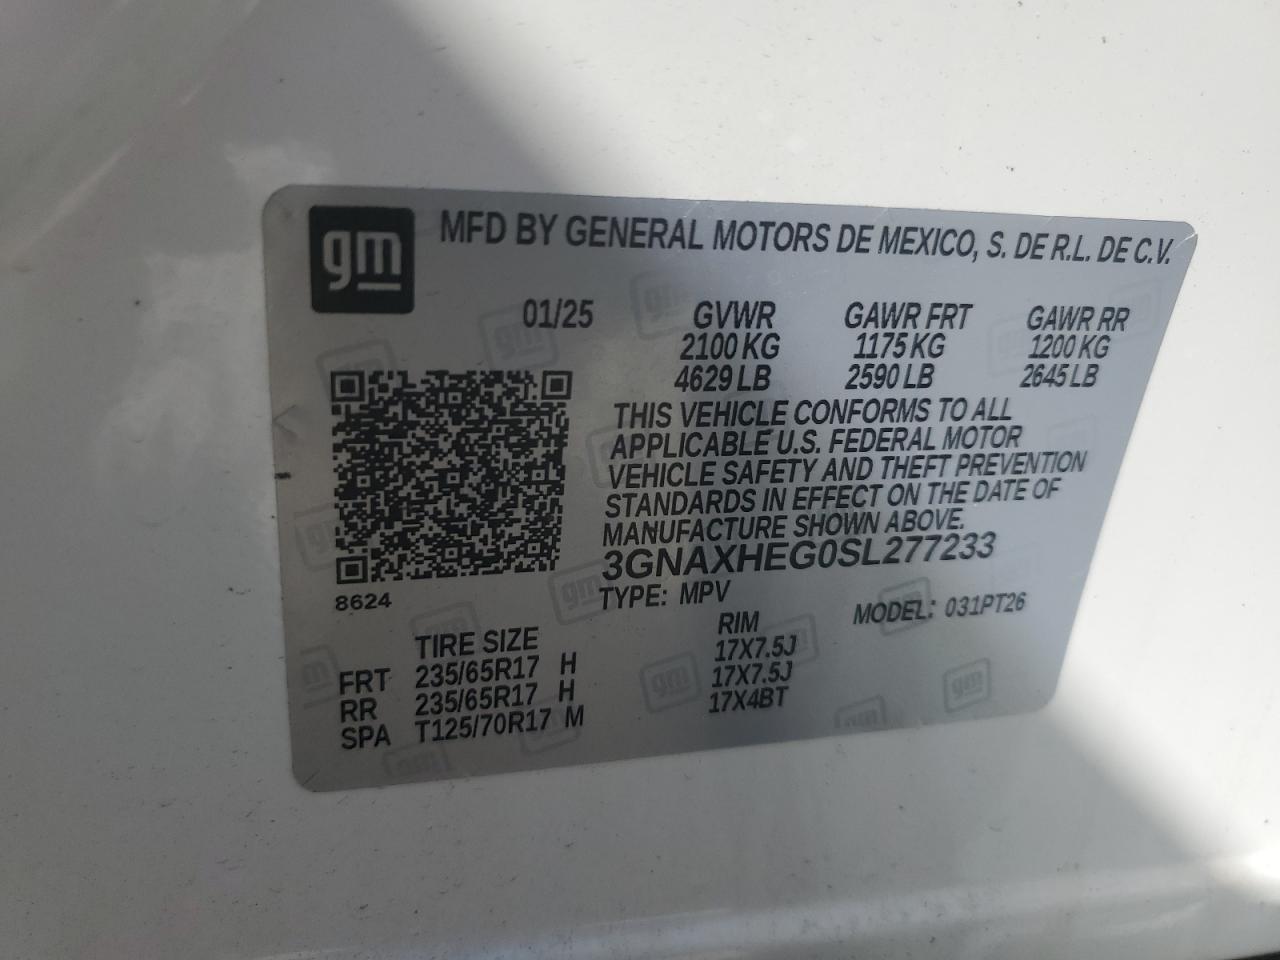 gm
MFD BY GENERAL MOTORS DE MEXICO, S. DE R.L. DE C.V.
01/25 GVWR GAWR FRT GAWR RR
2100 KG 1175 KG 1200 KG
4629 LB 2590 LB 2645 LB
THIS VEHICLE CONFORMS TO ALL
APPLICABLE U.S. FEDERAL MOTOR
VEHICLE SAFETY AND THEFT PREVENTION
STANDARDS IN EFFECT ON THE DATE OF
MANUFACTURE SHOWN ABOVE.
3GNAXHEG0SL277233
8624
TYPE: MPV MODEL: 031PT26
TIRE SIZE RIM
FRT 235/65R17 H 17X7.5J
RR 235/65R17 H 17X7.5J
SPA T125/70R17 M 17X4BT